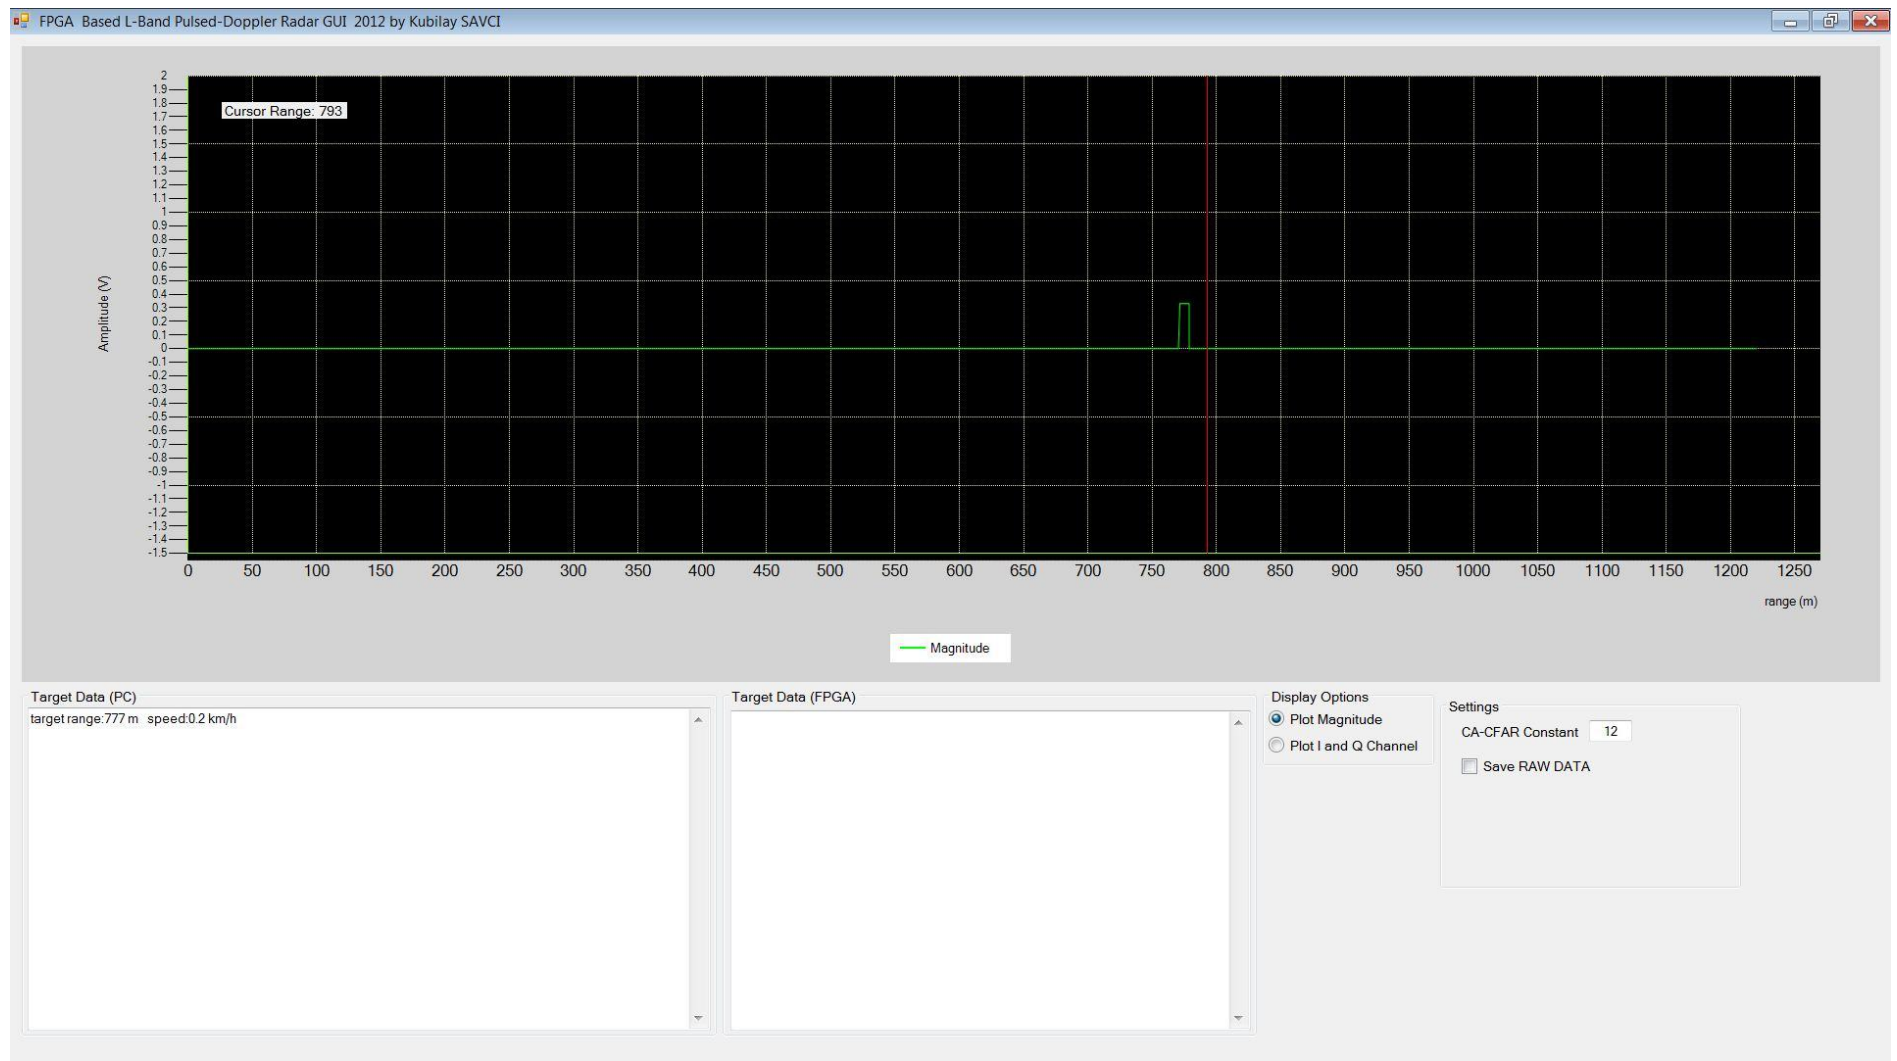 FPGA  Based L-Band Pulsed-Doppler Radar GUI  2012 by Kubilay SAVCI
Cursor Range: 793
2
1.9
1.8
1.7
1.6
1.5
1.4
1.3
1.2
1.1
1
0.9
0.8
0.7
0.6
0.5
0.4
0.3
0.2
0.1
0
-0.1
-0.2
-0.3
-0.4
-0.5
-0.6
-0.7
-0.8
-0.9
-1
-1.1
-1.2
-1.3
-1.4
-1.5
Amplitude (V)
0 50 100 150 200 250 300 350 400 450 500 550 600 650 700 750 800 850 900 950 1000 1050 1100 1150 1200 1250
range (m)
Magnitude
Target Data (PC)
target range:777 m  speed:0.2 km/h
Target Data (FPGA)
Display Options
Plot Magnitude
Plot I and Q Channel
Settings
CA-CFAR Constant 12
Save RAW DATA